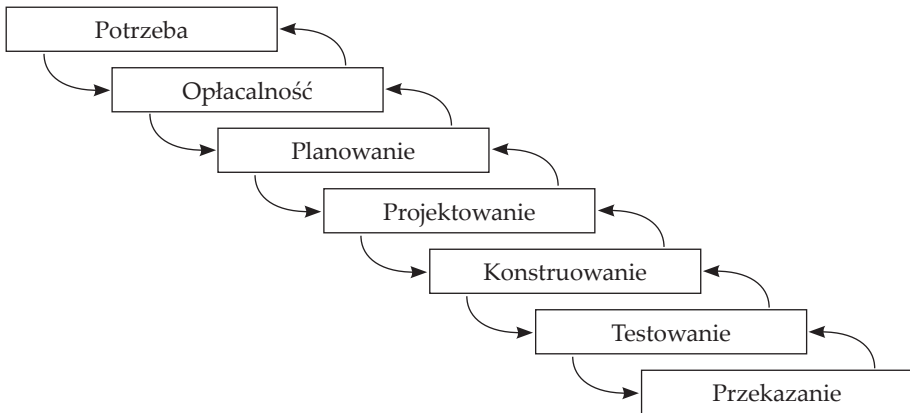 Potrzeba
Opłacalność
Planowanie
Projektowanie
Konstruowanie
Testowanie
Przekazanie